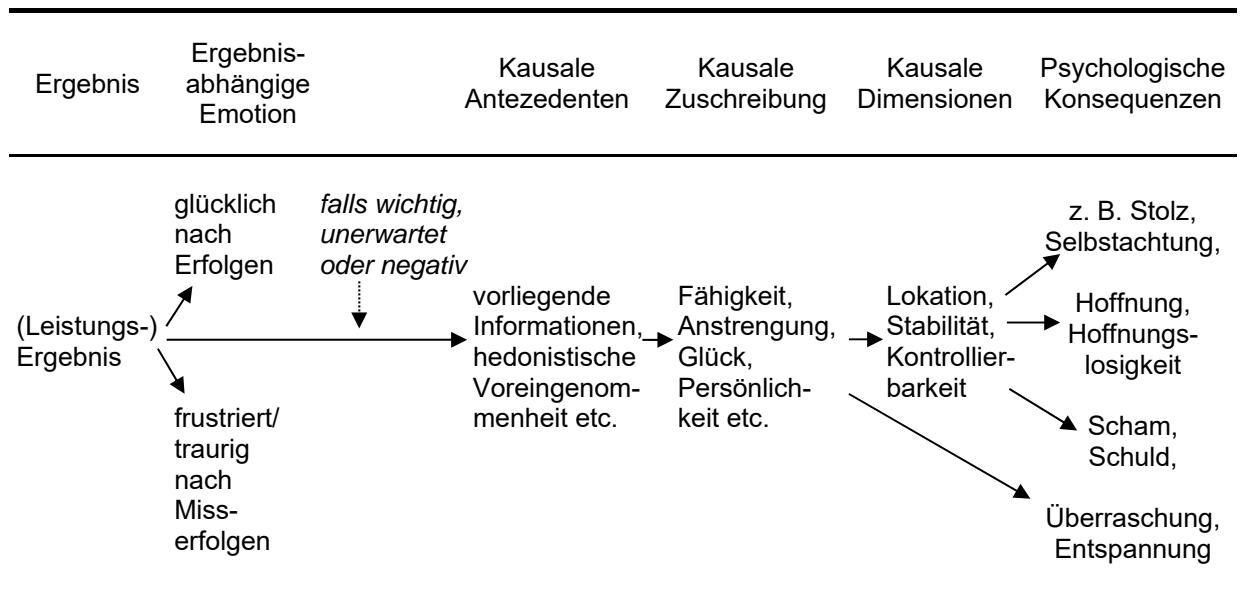 Ergebnis
Ergebnis-
abhängige
Emotion
Kausale
Antezedenten
Kausale
Zuschreibung
Kausale
Dimensionen
Psychologische
Konsequenzen
(Leistungs-)
Ergebnis
glücklich
nach
Erfolgen
frustriert/
traurig
nach
Miss-
erfolgen
falls wichtig,
unerwartet
oder negativ
vorliegende
Informationen,
hedonistische
Voreingenom-
menheit etc.
Fähigkeit,
Anstrengung,
Glück,
Persönlich-
keit etc.
Lokation,
Stabilität,
Kontrollier-
barkeit
z. B. Stolz,
Selbstachtung,
Hoffnung,
Hoffnungs-
losigkeit
Scham,
Schuld,
Überraschung,
Entspannung